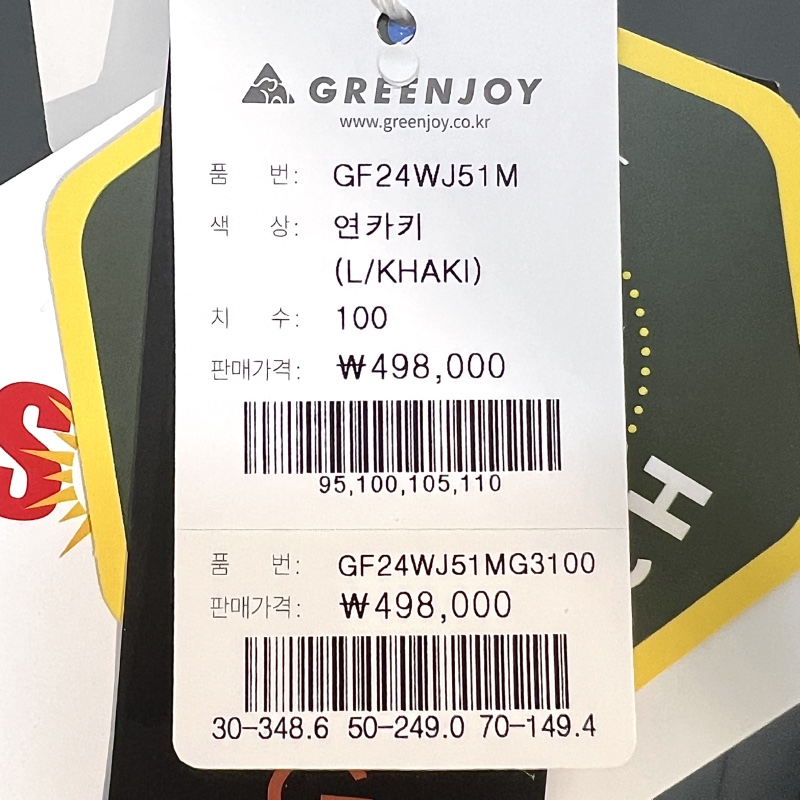 GREENJOY
www.greenjoy.co.kr
품 번: GF24WJ51M
색 상: 연카키
(L/KHAKI)
치 수: 100
판매가격: ₩498,000
95,100,105,110
품 번: GF24WJ51MG3100
판매가격: ₩498,000
30-348.6 50-249.0 70-149.4